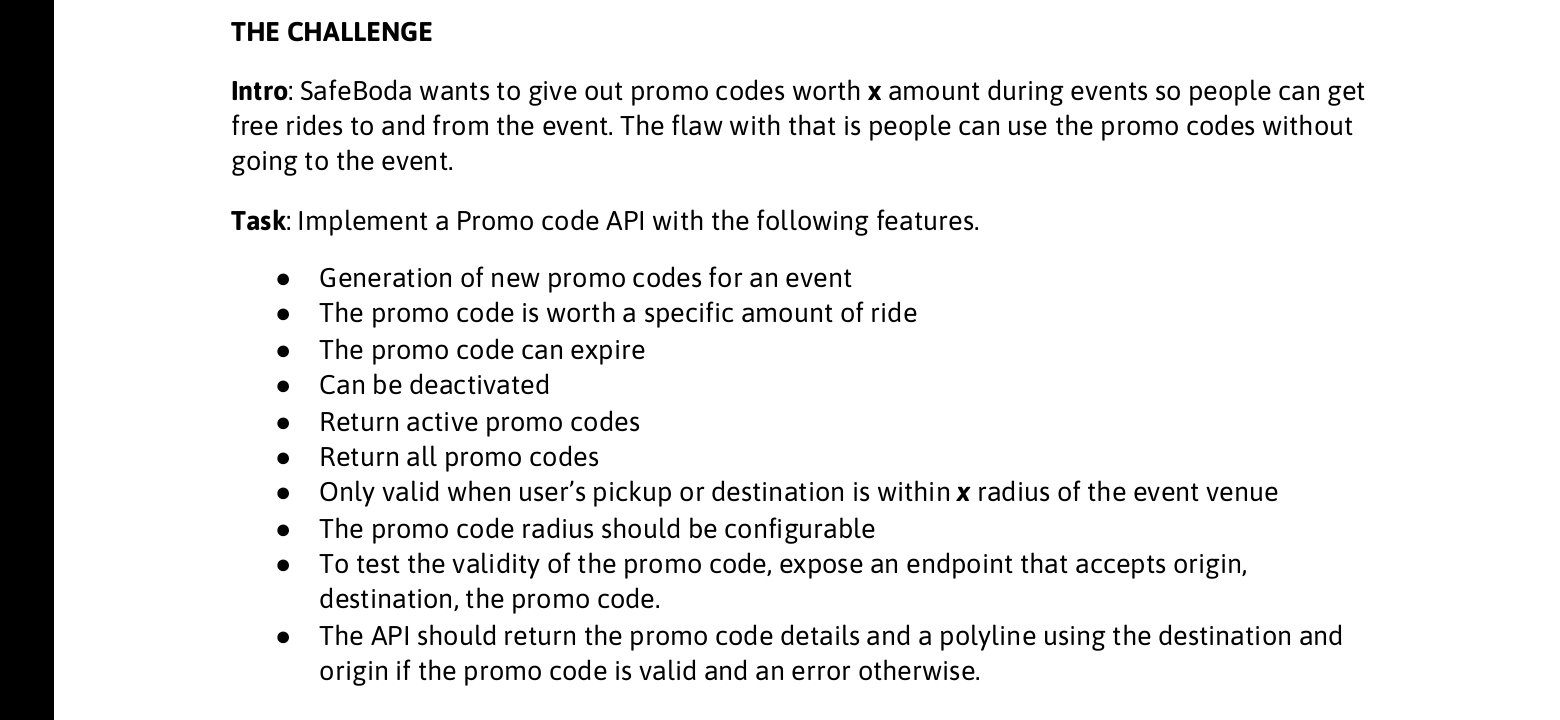 THE CHALLENGE
Intro: SafeBoda wants to give out promo codes worth x amount during events so people can get
free rides to and from the event. The flaw with that is people can use the promo codes without
going to the event.
Task: Implement a Promo code API with the following features.
● Generation of new promo codes for an event
● The promo code is worth a specific amount of ride
● The promo code can expire
● Can be deactivated
● Return active promo codes
● Return all promo codes
● Only valid when user’s pickup or destination is within x radius of the event venue
● The promo code radius should be configurable
● To test the validity of the promo code, expose an endpoint that accepts origin,
destination, the promo code.
● The API should return the promo code details and a polyline using the destination and
origin if the promo code is valid and an error otherwise.